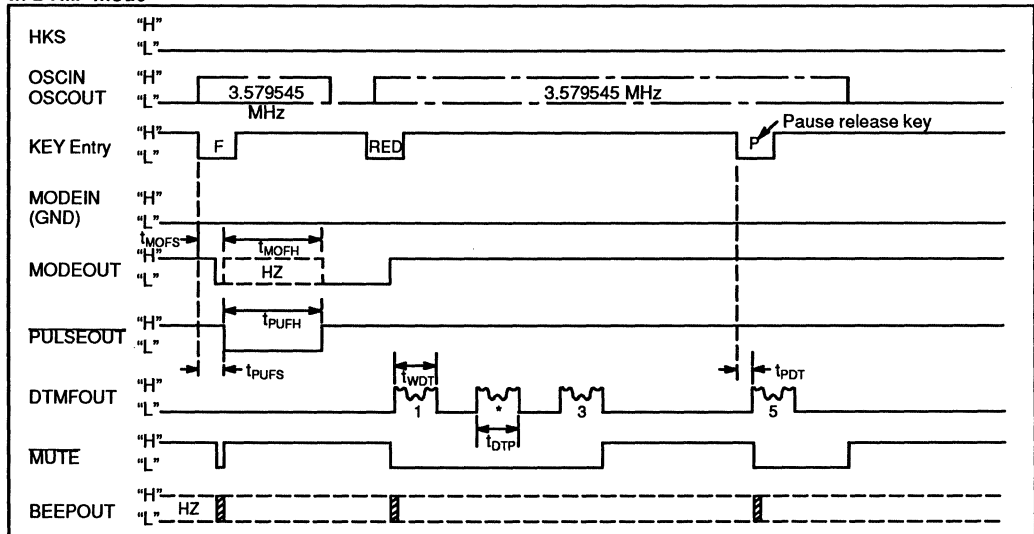 HKS "H"
"L"
OSCIN "H"
OSCOUT "L" 3.579545 MHz 3.579545 MHz
KEY Entry "H" F RED P Pause release key
"L"
MODEIN "H"
(GND) "L"
tMOFS tMOFH
MODEOUT "H" HZ
"L"
PULSEOUT "H" tPUFH
"L"
tPUFS tWDT tPDT
DTMFOUT "H"
"L" 1 * 3 5
tDTP
MUTE "H"
"L"
BEEPOUT "H" HZ
"L"